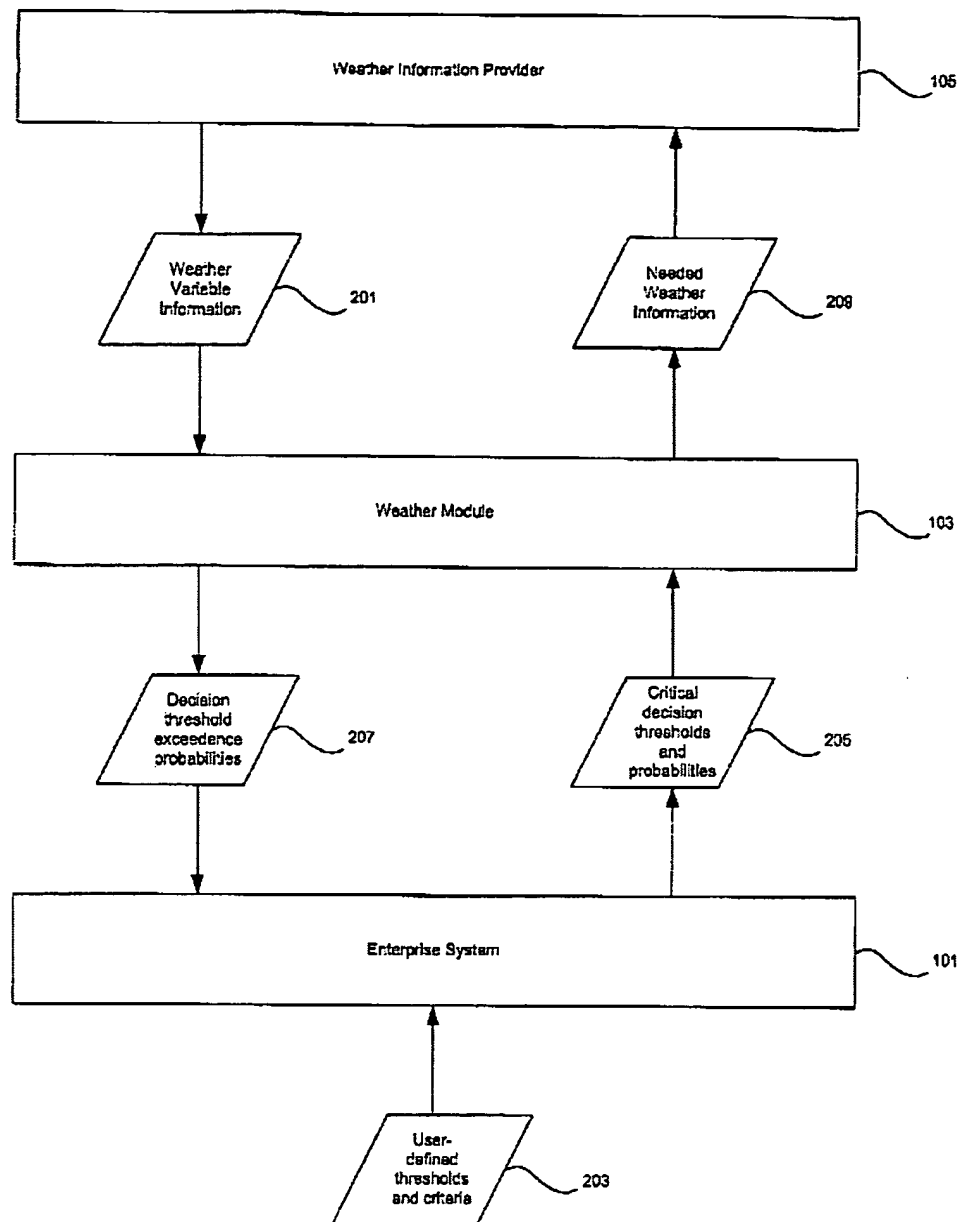 Weather Information Provider
105
Weather
Variable
Information
201
Needed
Weather
Information
209
Weather Module
103
Decision
threshold
exceedence
probabilities
207
Critical
decision
thresholds
and
probabilities
205
Enterprise System
101
User-
defined
thresholds
and criteria
203